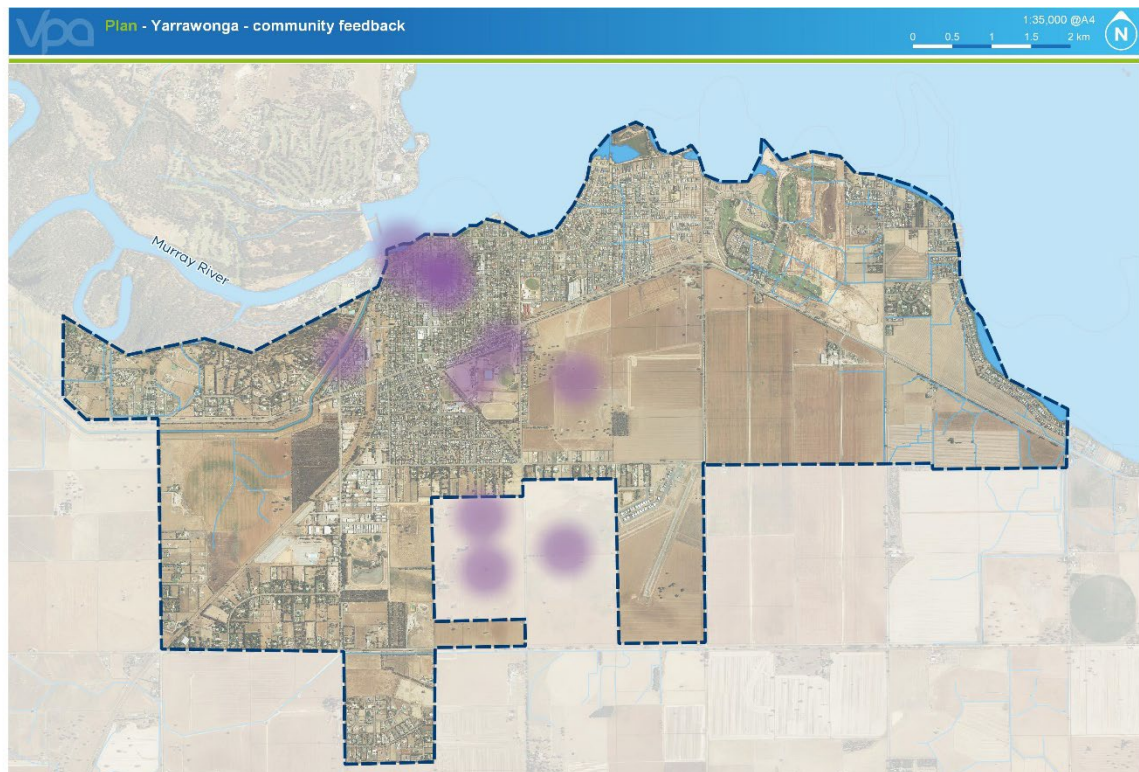 vpa
Plan - Yarrawonga - community feedback
1:35,000 @A4
0 0.5 1 1.5 2 km
N
Murray River